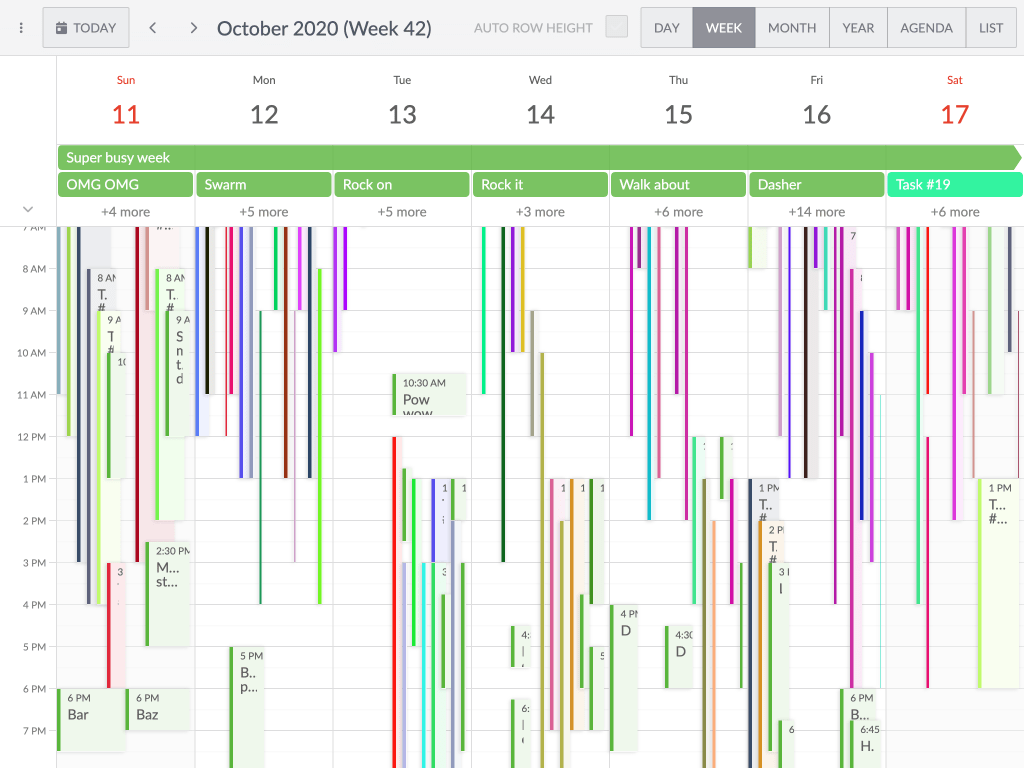 TODAY
October 2020 (Week 42)
AUTO ROW HEIGHT
DAY WEEK MONTH YEAR AGENDA LIST
Sun Mon Tue Wed Thu Fri Sat
11 12 13 14 15 16 17
Super busy week
OMG OMG Swarm Rock on Rock it Walk about Dasher Task #19
+4 more +5 more +5 more +3 more +6 more +14 more +6 more
7
8 AM
T.
#
8 AM
T.
#
9 AM
9 A
T
#
9 A
S
n
t.
d
10 AM
10
10:30 AM
Pow
wow
11 AM
12 PM
1 PM
1 1 1 1 1
1 PM
T..
#
1 PM
T...
#...
2 PM
2 P
T.
#
2:30 PM
M...
st...
3 PM
3
3
3
4 PM
4 PM
D
4:
4:30
D
5 PM
5 PM
B..
p...
5
6 PM
6 PM
Bar
6 PM
Baz
6:
6 PM
B...
6
6:45
H.
7 PM